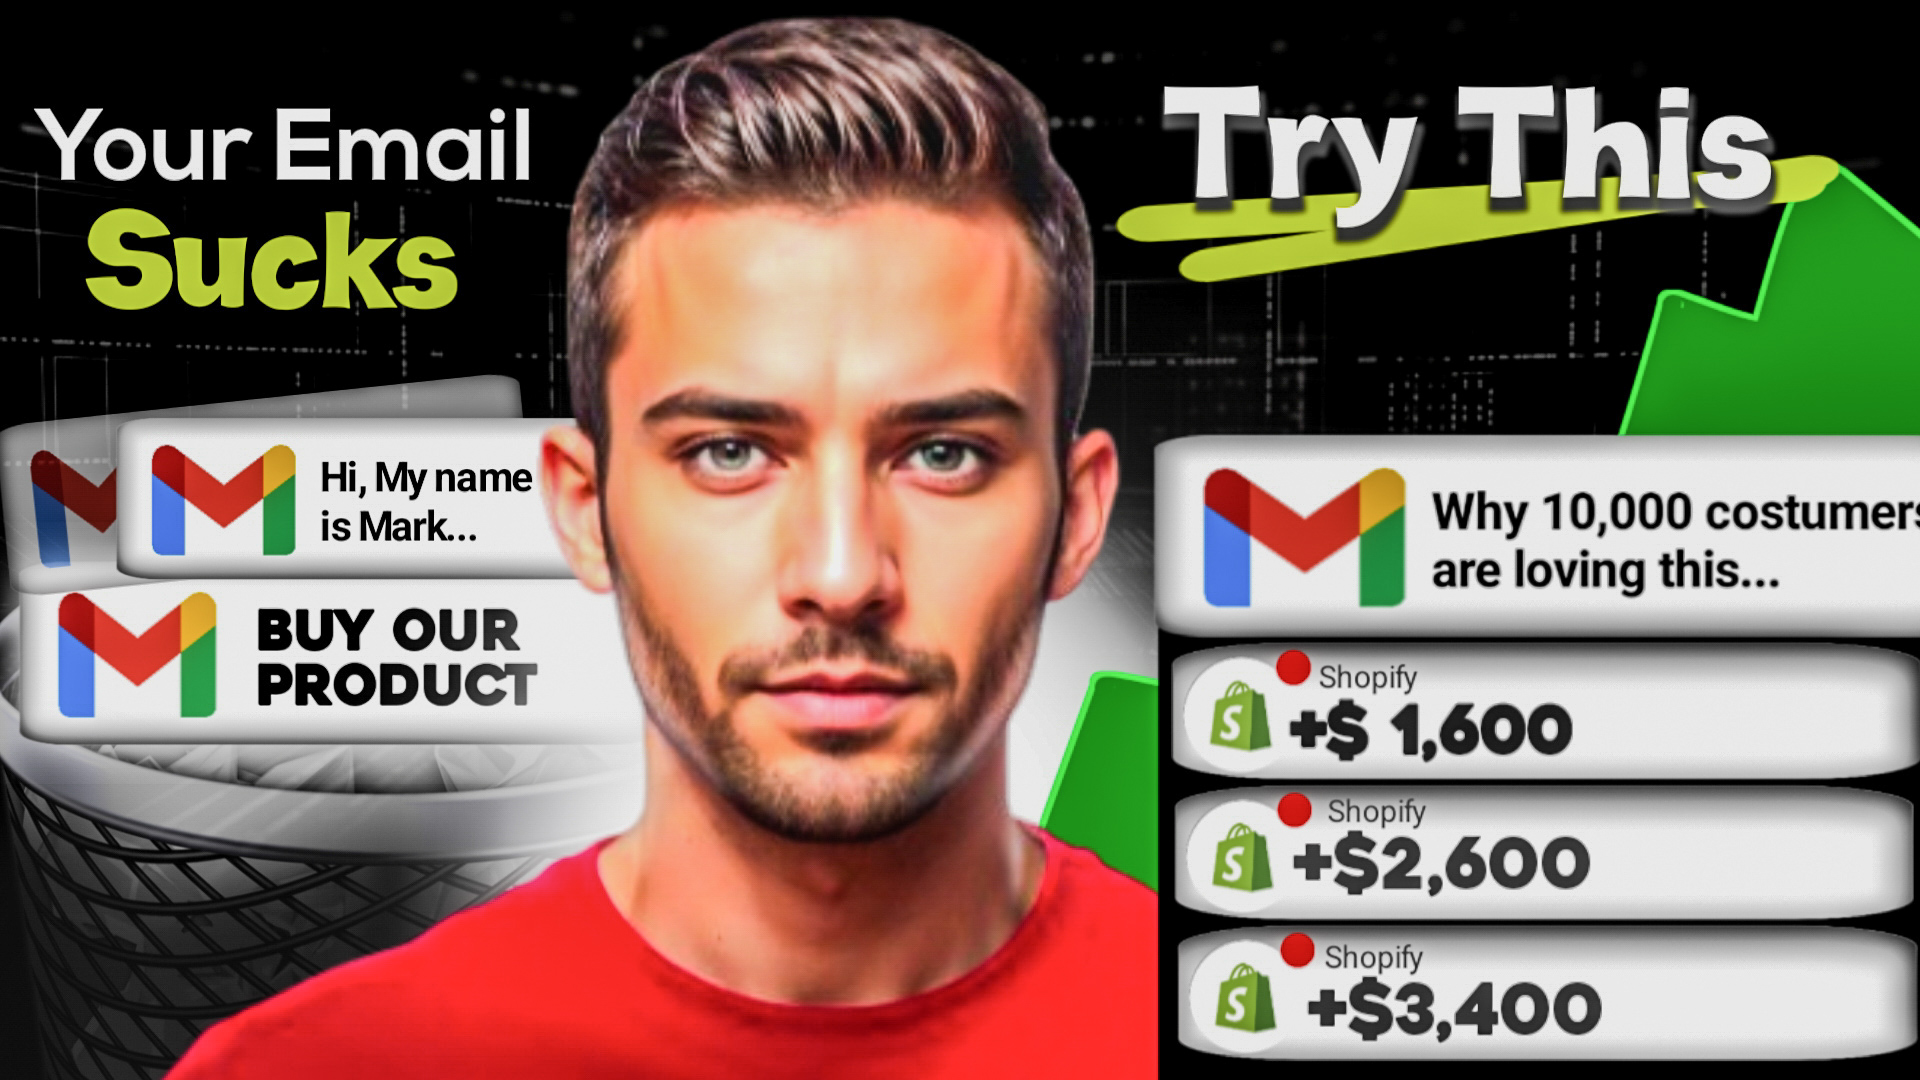 Your Email
Sucks
Hi, My name
is Mark...
BUY OUR
PRODUCT
Try This
Why 10,000 costumers
are loving this...
Shopify
+$ 1,600
Shopify
+$2,600
Shopify
+$3,400